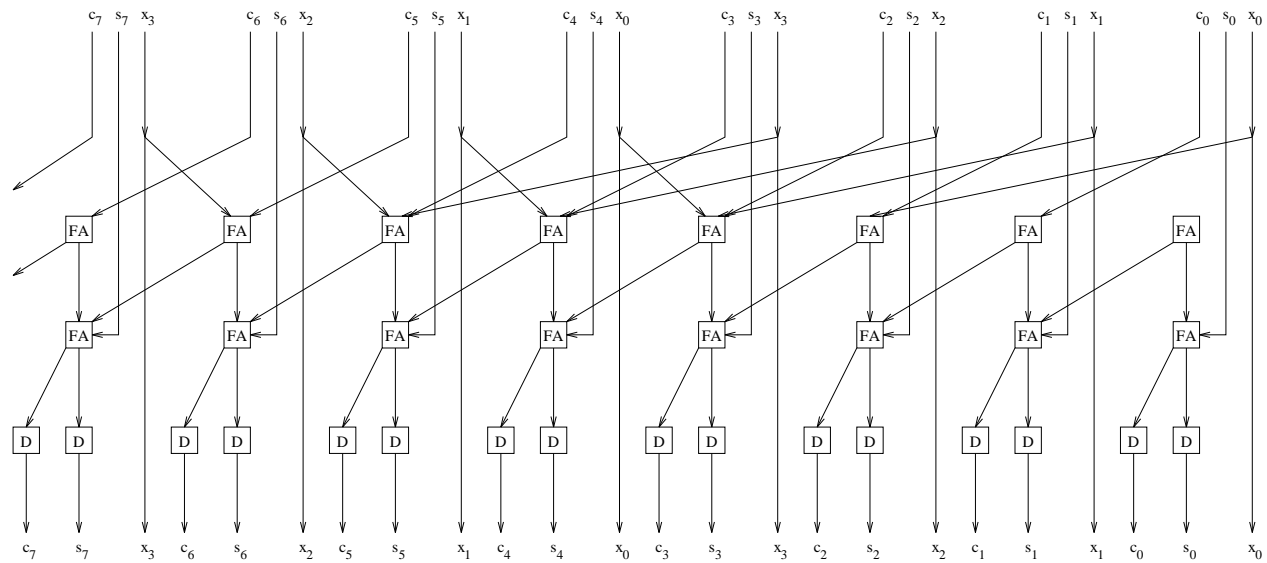 c7 s7 x3 c6 s6 x2 c5 s5 x1 c4 s4 x0 c3 s3 x3 c2 s2 x2 c1 s1 x1 c0 s0 x0
FA FA FA FA FA FA FA FA
FA FA FA FA FA FA FA FA
D D D D D D D D D D D D D D D D
c7 s7 x3 c6 s6 x2 c5 s5 x1 c4 s4 x0 c3 s3 x3 c2 s2 x2 c1 s1 x1 c0 s0 x0